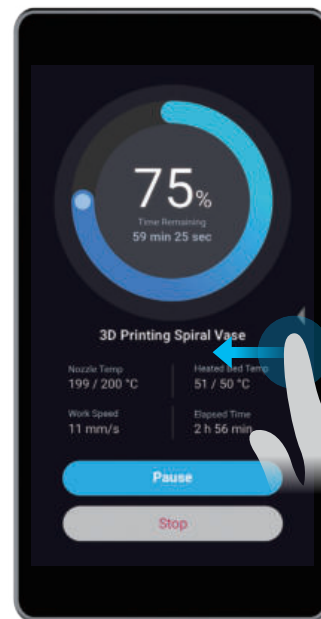 75%
Time Remaining
59 min 25 sec
3D Printing Spiral Vase
Nozzle Temp
199 / 200 °C
Heated Bed Temp
51 / 50 °C
Work Speed
11 mm/s
Elapsed Time
2 h 56 min
Pause
Stop